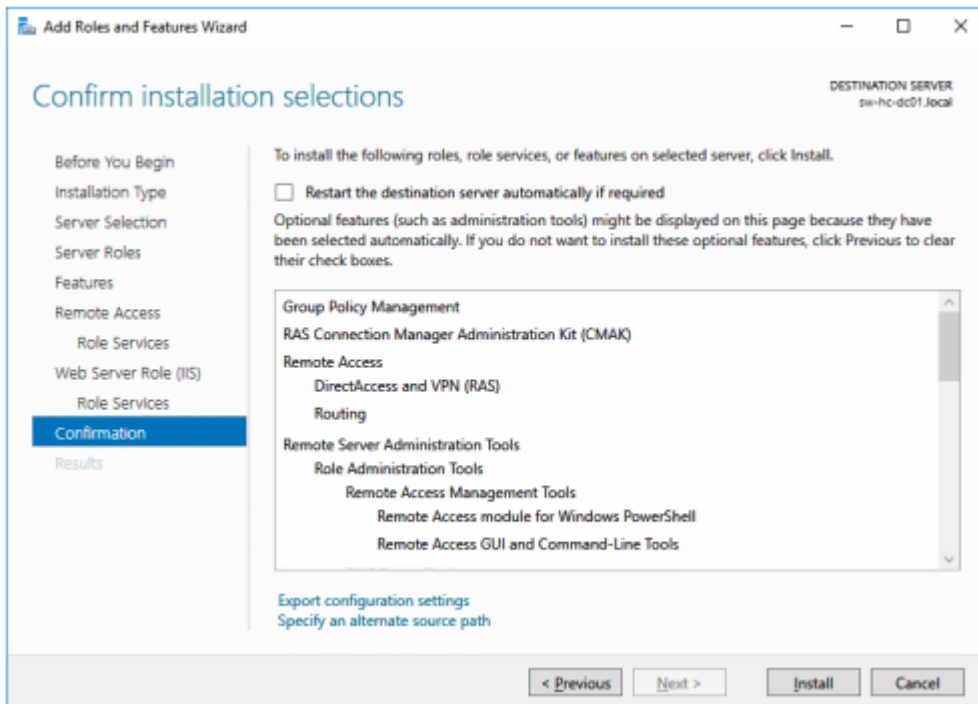 Add Roles and Features Wizard
Confirm installation selections
DESTINATION SERVER
sw-hc-dc01.local
Before You Begin
Installation Type
Server Selection
Server Roles
Features
Remote Access
Role Services
Web Server Role (IIS)
Role Services
Confirmation
Results
To install the following roles, role services, or features on selected server, click Install.
Restart the destination server automatically if required
Optional features (such as administration tools) might be displayed on this page because they have
been selected automatically. If you do not want to install these optional features, click Previous to clear
their check boxes.
Group Policy Management
RAS Connection Manager Administration Kit (CMAK)
Remote Access
DirectAccess and VPN (RAS)
Routing
Remote Server Administration Tools
Role Administration Tools
Remote Access Management Tools
Remote Access module for Windows PowerShell
Remote Access GUI and Command-Line Tools
Export configuration settings
Specify an alternate source path
< Previous
Next >
Install
Cancel